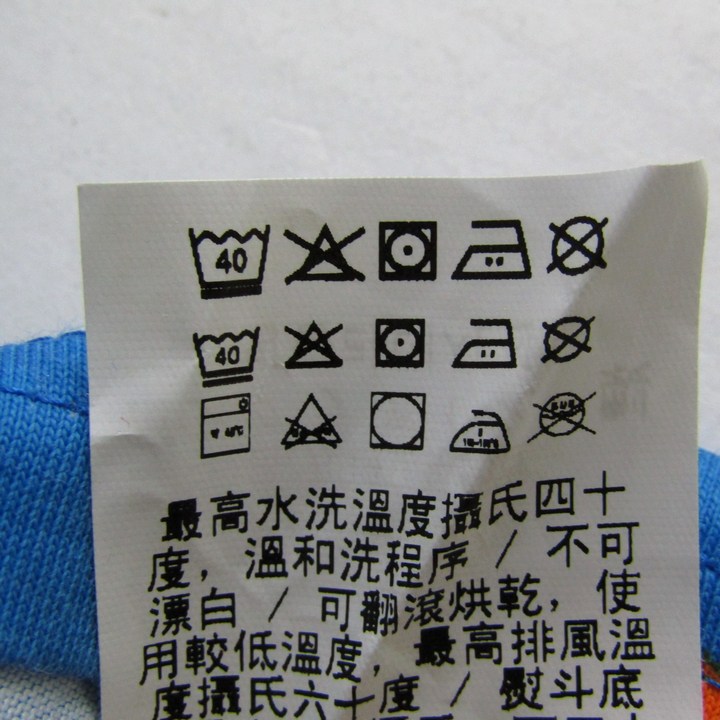 40
40
最高水洗溫度攝氏四十
度，溫和洗程序 / 不可
漂白 / 可翻滾烘乾，使
用較低溫度，最高排風溫
度攝氏六十度 / 熨斗底